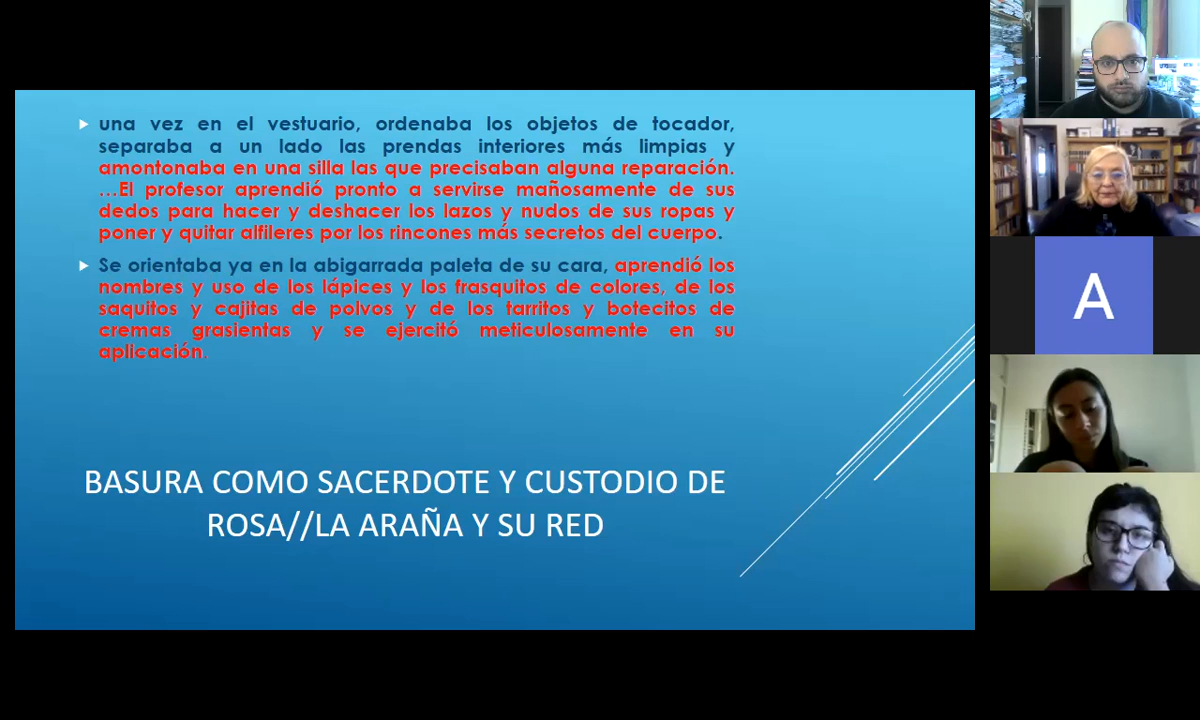 una vez en el vestuario, ordenaba los objetos de tocador,
separaba a un lado las prendas interiores más limpias y
amontonaba en una silla las que precisaban alguna reparación.
…El profesor aprendió pronto a servirse mañosamente de sus
dedos para hacer y deshacer los lazos y nudos de sus ropas y
poner y quitar alfileres por los rincones más secretos del cuerpo.
Se orientaba ya en la abigarrada paleta de su cara, aprendió los
nombres y uso de los lápices y los frasquitos de colores, de los
saquitos y cajitas de polvos y de los tarritos y botecitos de
cremas grasientas y se ejercitó meticulosamente en su
aplicación.
BASURA COMO SACERDOTE Y CUSTODIO DE
ROSA//LA ARAÑA Y SU RED
A